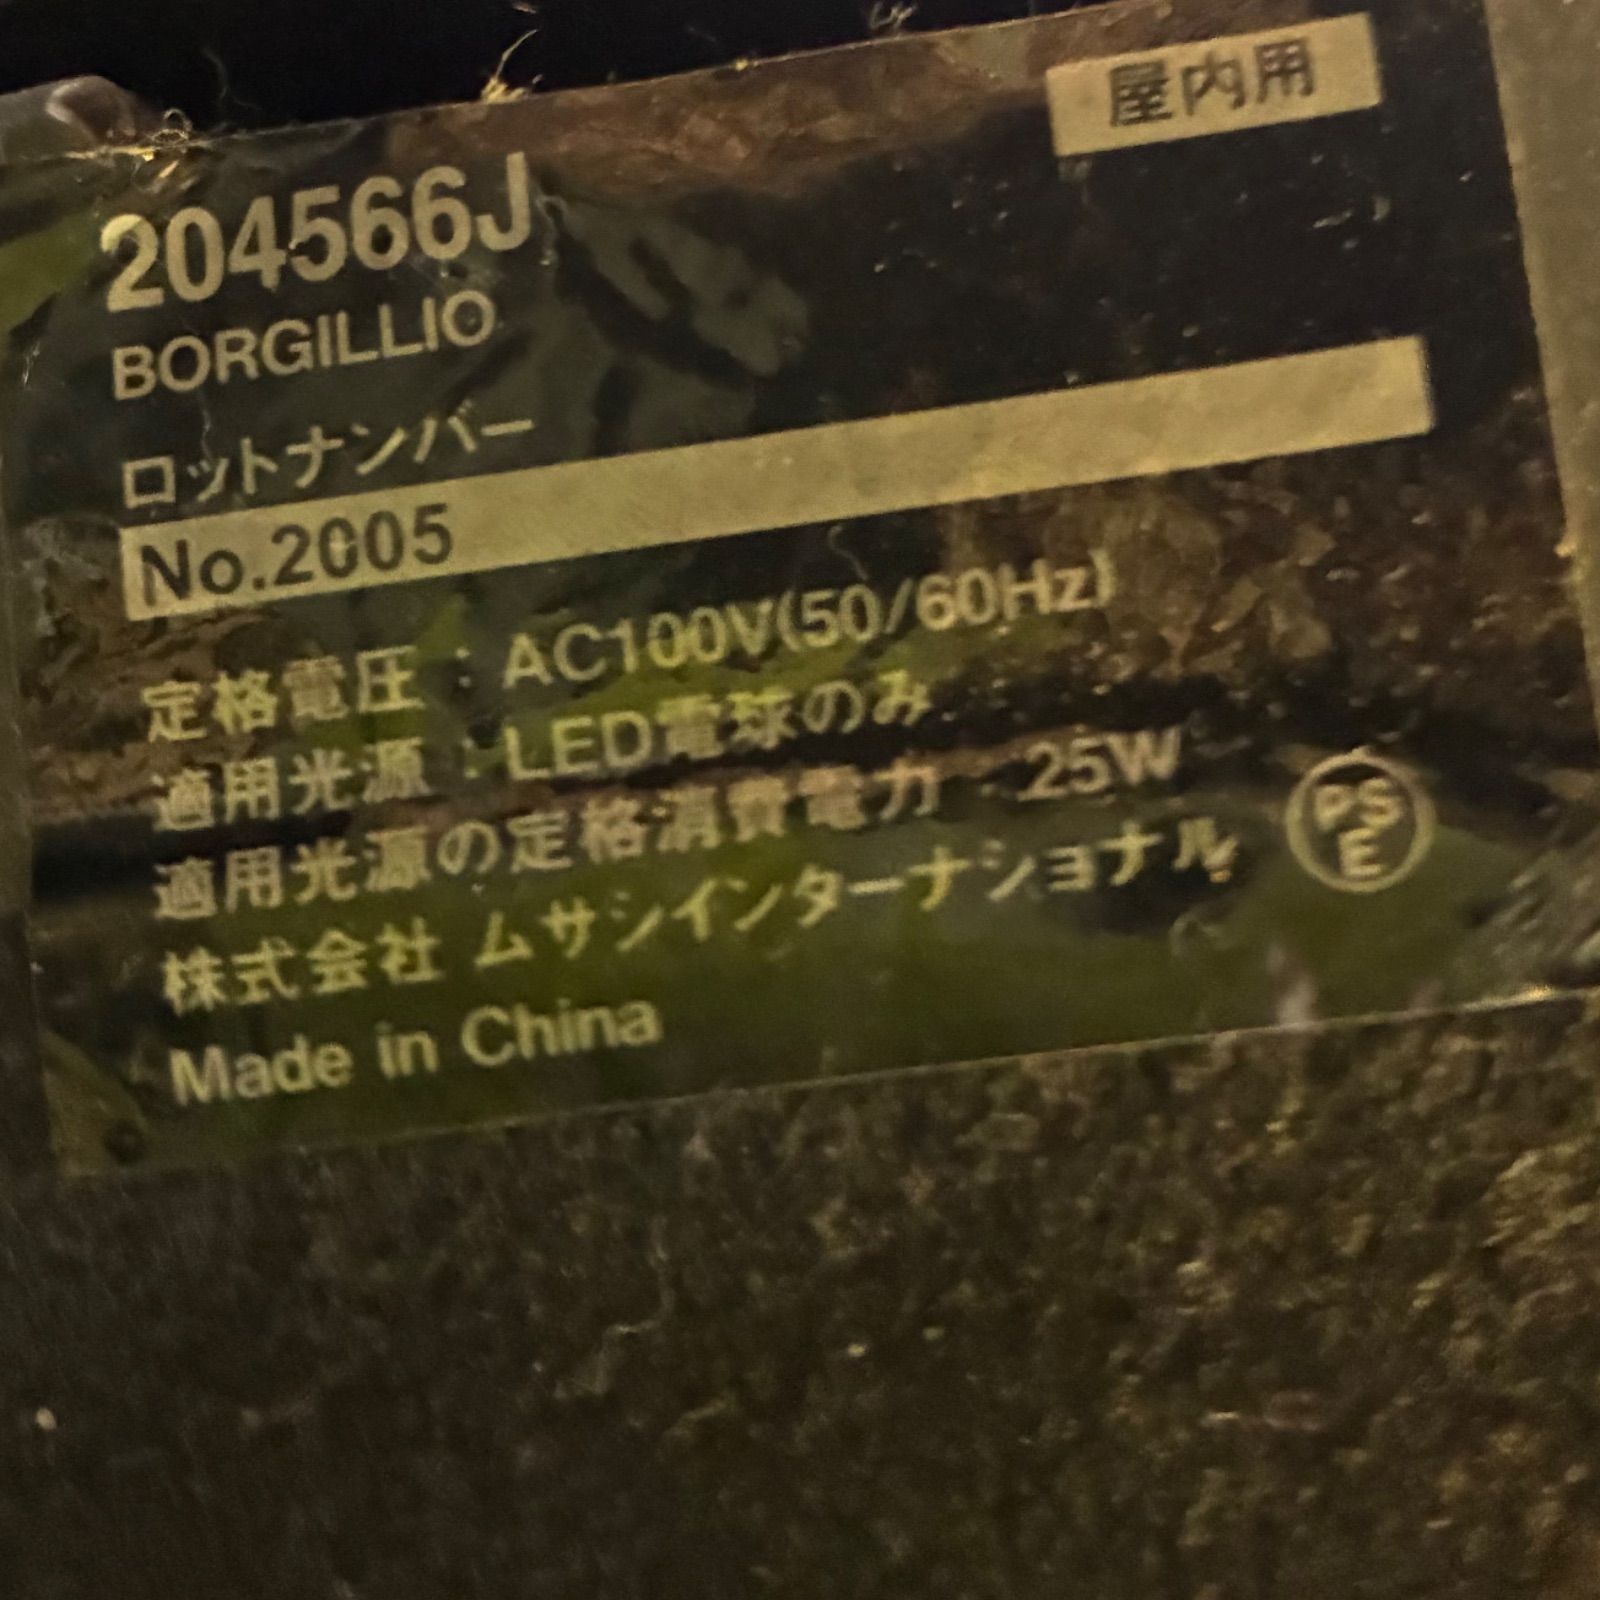 屋内用
204566J
BORGILLIO
ロットナンバー
No.2005
定格電圧：AC100V(50/60Hz)
適用光源：LED電球のみ
適用光源の定格消費電力：25W
株式会社 ムサシインターナショナル
PSE
Made in China